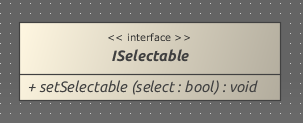 << interface >>
ISelectable
+ setSelectable (select : bool) : void